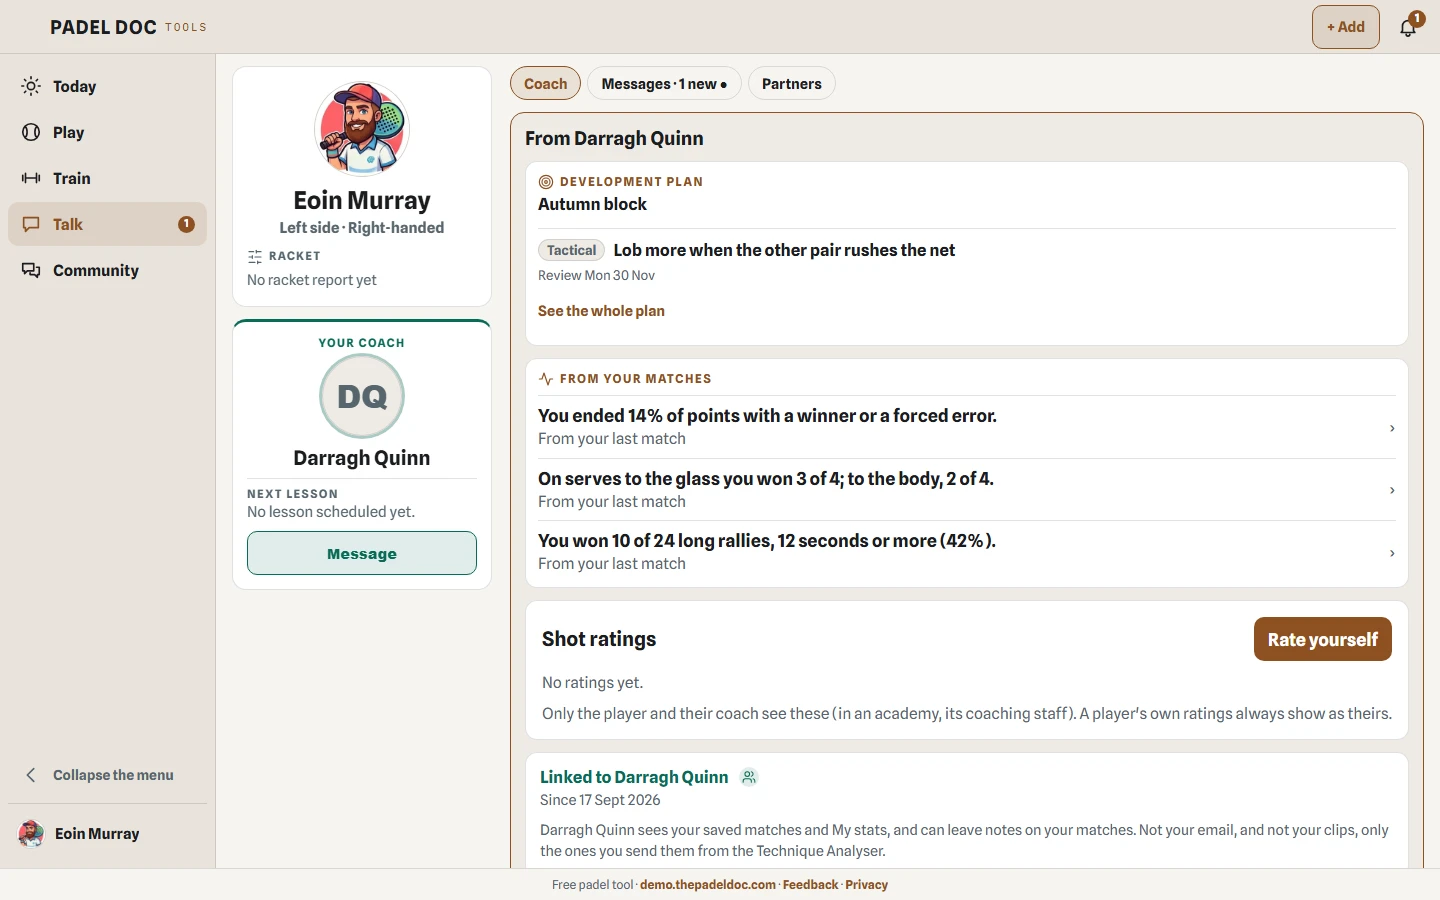 PADEL DOC TOOLS
+ Add
1
Today
Play
Train
Talk
1
Community
Collapse the menu
Eoin Murray
Eoin Murray
Left side · Right-handed
RACKET
No racket report yet
YOUR COACH
DQ
Darragh Quinn
NEXT LESSON
No lesson scheduled yet.
Message
Coach
Messages · 1 new ●
Partners
From Darragh Quinn
DEVELOPMENT PLAN
Autumn block
Tactical Lob more when the other pair rushes the net
Review Mon 30 Nov
See the whole plan
FROM YOUR MATCHES
You ended 14% of points with a winner or a forced error.
From your last match
On serves to the glass you won 3 of 4; to the body, 2 of 4.
From your last match
You won 10 of 24 long rallies, 12 seconds or more (42%).
From your last match
Shot ratings
Rate yourself
No ratings yet.
Only the player and their coach see these (in an academy, its coaching staff). A player's own ratings always show as theirs.
Linked to Darragh Quinn
Since 17 Sept 2026
Darragh Quinn sees your saved matches and My stats, and can leave notes on your matches. Not your email, and not your clips, only
the ones you send them from the Technique Analyser.
Free padel tool · demo.thepadeldoc.com · Feedback · Privacy